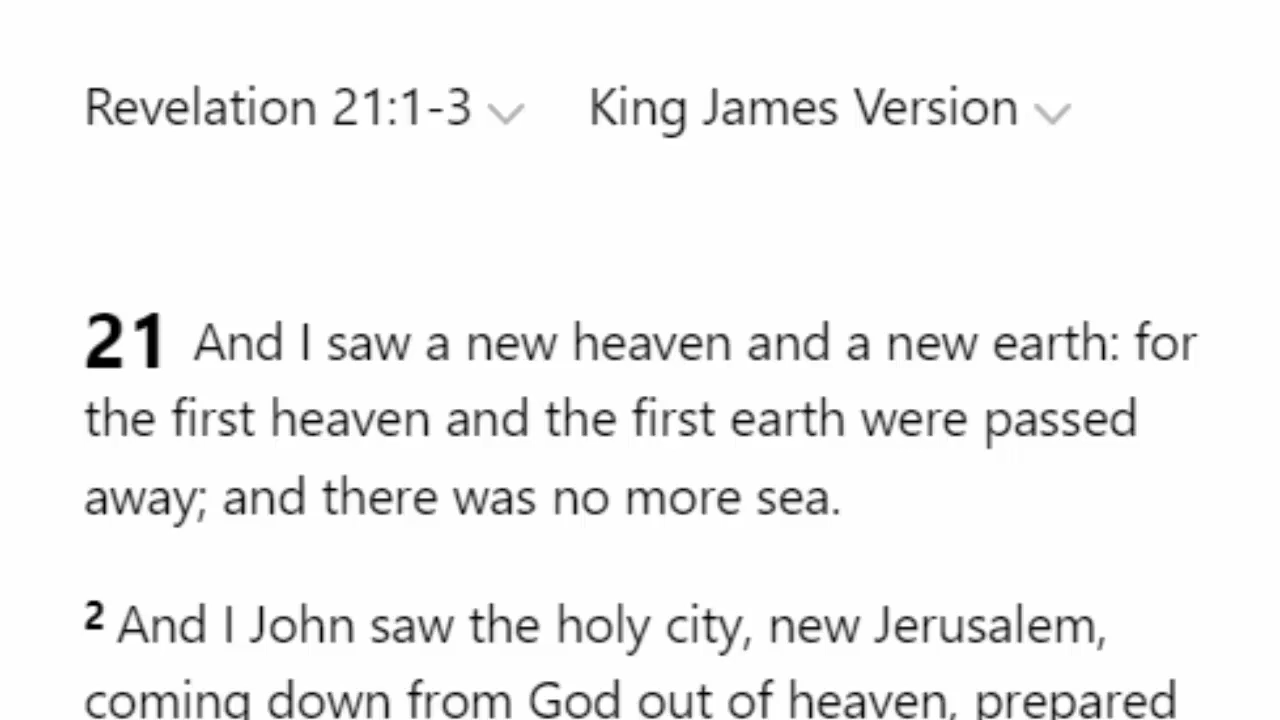 Revelation 21:1-3 King James Version
21 And I saw a new heaven and a new earth: for
the first heaven and the first earth were passed
away; and there was no more sea.
2 And I John saw the holy city, new Jerusalem,
coming down from God out of heaven, prepared